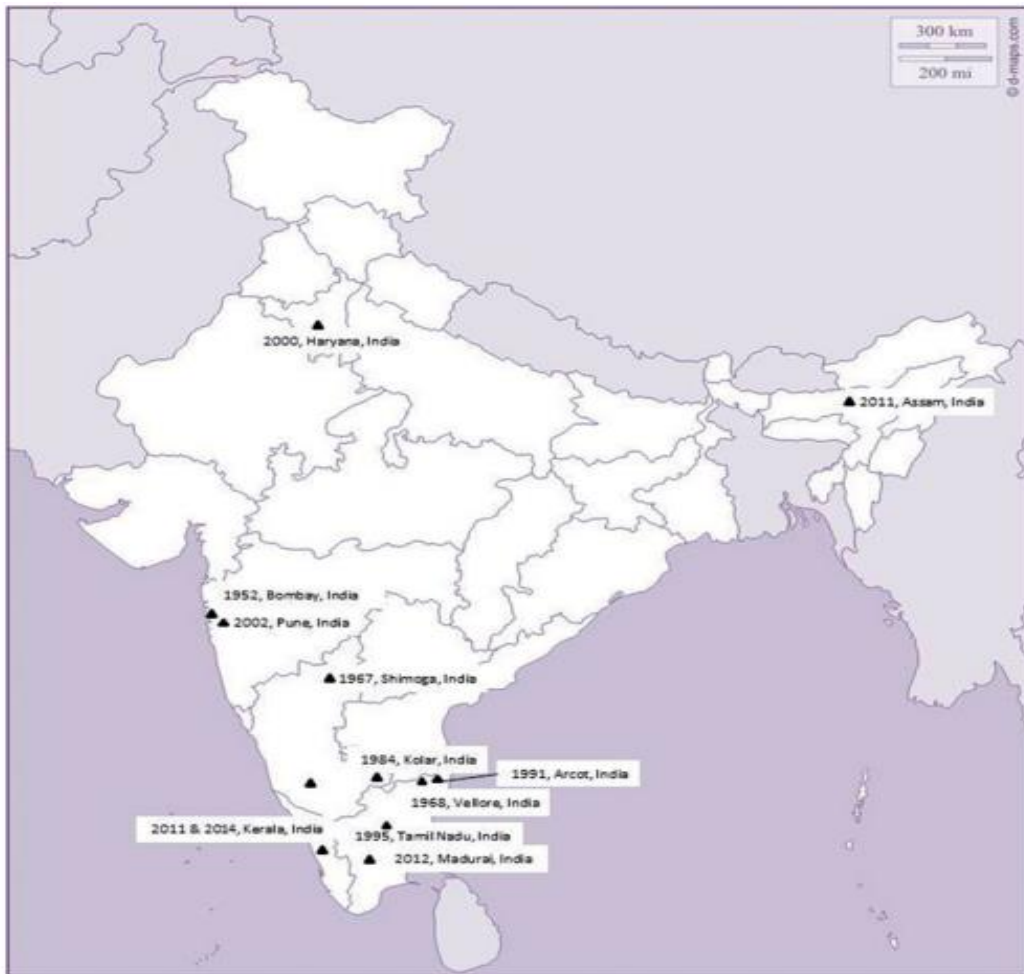 300 km
200 mi
© d-maps.com
2000, Haryana, India
2011, Assam, India
1952, Bombay, India
2002, Pune, India
1967, Shimoga, India
1984, Kolar, India
1991, Arcot, India
1968, Vellore, India
2011 & 2014, Kerala, India
1995, Tamil Nadu, India
2012, Madurai, India